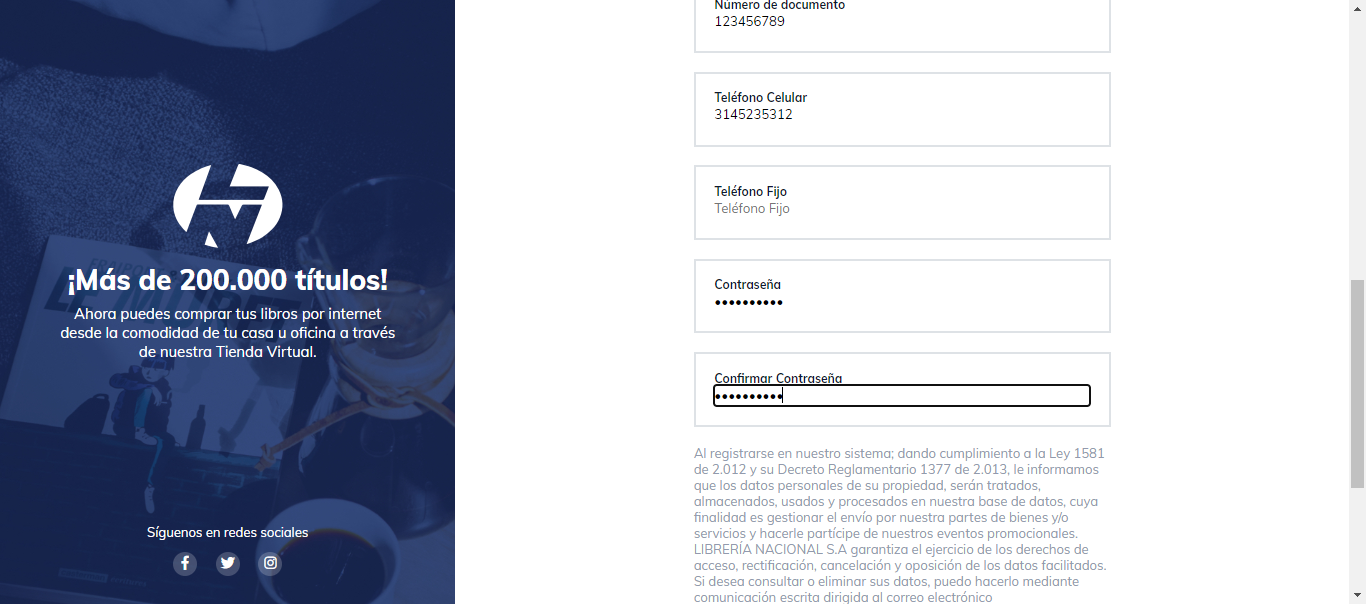 ¡Más de 200.000 títulos!
Ahora puedes comprar tus libros por internet
desde la comodidad de tu casa u oficina a través
de nuestra Tienda Virtual.
Síguenos en redes sociales
Número de documento
123456789
Teléfono Celular
3145235312
Teléfono Fijo
Teléfono Fijo
Contraseña
••••••••••
Confirmar Contraseña
••••••••••
Al registrarse en nuestro sistema; dando cumplimiento a la Ley 1581
de 2.012 y su Decreto Reglamentario 1377 de 2.013, le informamos
que los datos personales de su propiedad, serán tratados,
almacenados, usados y procesados en nuestra base de datos, cuya
finalidad es gestionar el envío por nuestra partes de bienes y/o
servicios y hacerle partícipe de nuestros eventos promocionales.
LIBRERÍA NACIONAL S.A garantiza el ejercicio de los derechos de
acceso, rectificación, cancelación y oposición de los datos facilitados.
Si desea consultar o eliminar sus datos, puedo hacerlo mediante
comunicación escrita dirigida al correo electrónico